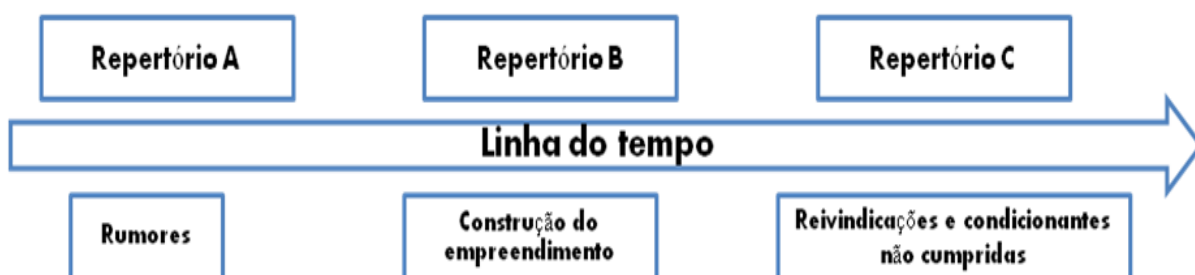 Repertório A
Repertório B
Repertório C
Linha do tempo
Rumores
Construção do
empreendimento
Reivindicações e condicionantes
não cumpridas